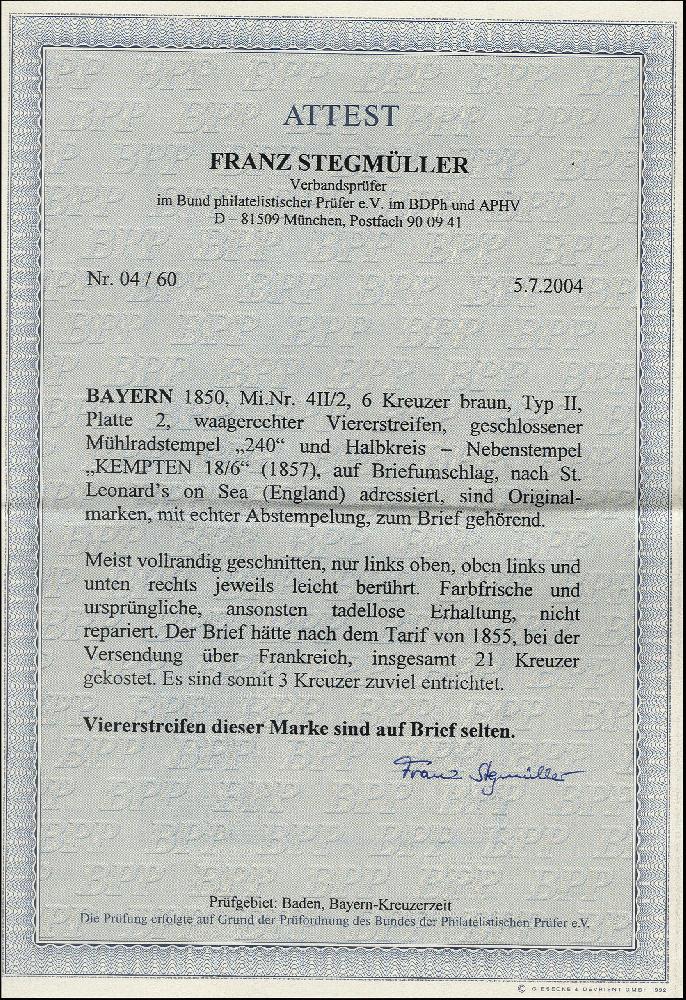 ATTEST
FRANZ STEGMÜLLER
Verbandsprüfer
im Bund philatelistischer Prüfer e.V. im BDPh und APHV
D – 81509 München, Postfach 90 09 41
Nr. 04 / 60
5.7.2004
BAYERN 1850, Mi.Nr. 4II/2, 6 Kreuzer braun, Typ II,
Platte 2, waagerechter Viererstreifen, geschlossener
Mühlradstempel „240“ und Halbkreis – Nebenstempel
„KEMPTEN 18/6“ (1857), auf Briefumschlag, nach St.
Leonard's on Sea (England) adressiert, sind Original-
marken, mit echter Abstempelung, zum Brief gehörend.
Meist vollrandig geschnitten, nur links oben, oben links und
unten rechts jeweils leicht berührt. Farbfrische und
ursprüngliche, ansonsten tadellose Erhaltung, nicht
repariert. Der Brief hätte nach dem Tarif von 1855, bei der
Versendung über Frankreich, insgesamt 21 Kreuzer
gekostet. Es sind somit 3 Kreuzer zuviel entrichtet.
Viererstreifen dieser Marke sind auf Brief selten.
Franz Stegmüller
Prüfgebiet: Baden, Bayern-Kreuzerzeit
Die Prüfung erfolgte auf Grund der Prüfordnung des Bundes der Philatelistischen Prüfer e.V.
© GIESECKE & DEVRIENT GMBH 1992